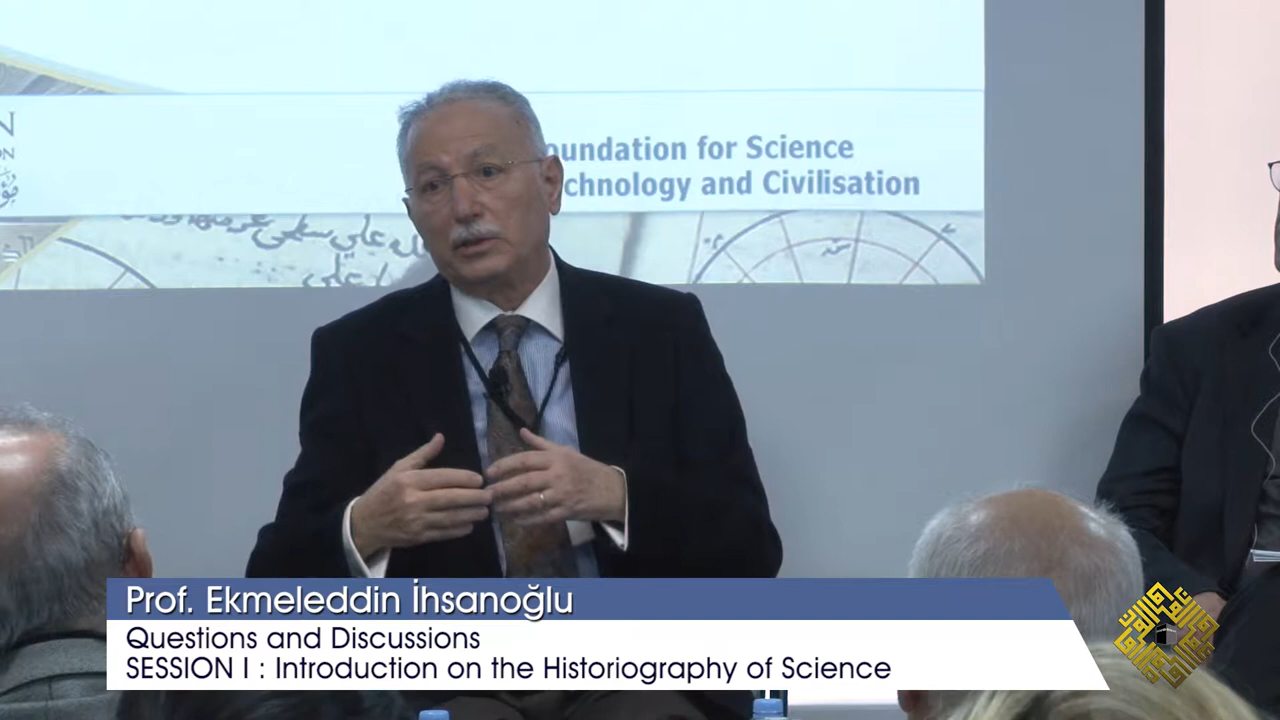 N
ON
oundation for Science
chnology and Civilisation
Prof. Ekmeleddin İhsanoğlu
Questions and Discussions
SESSION I : Introduction on the Historiography of Science